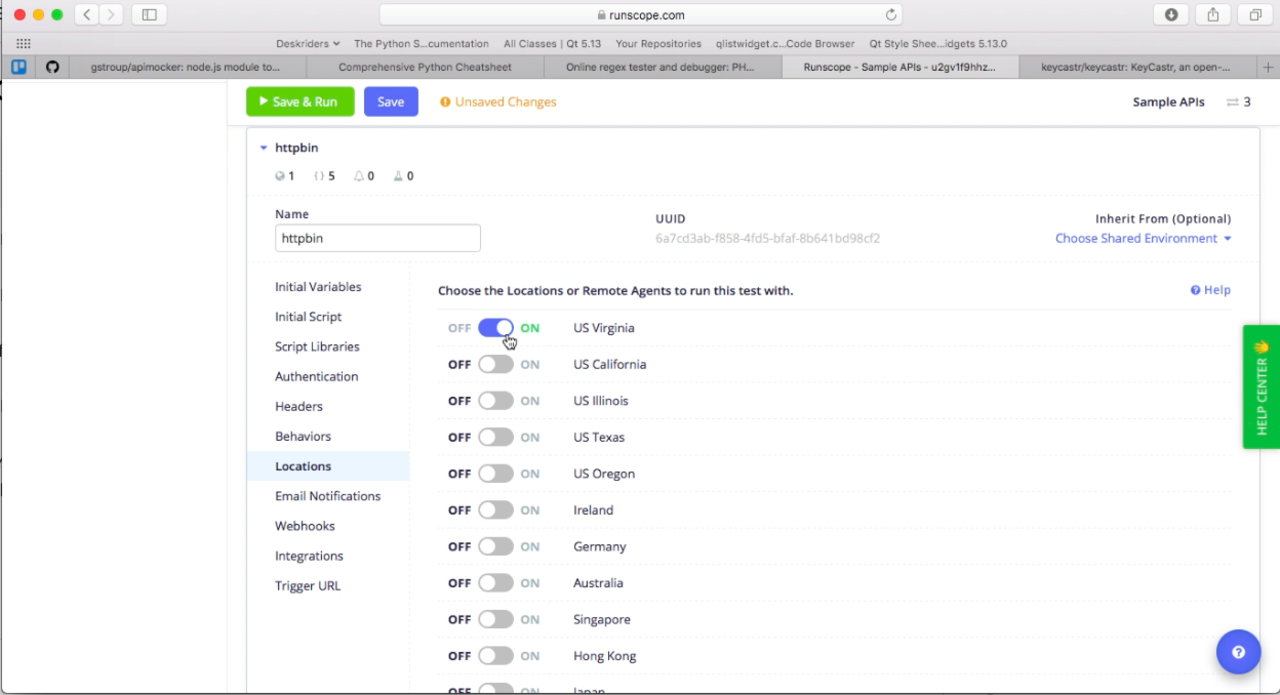 runscope.com
Deskriders The Python S...cumentation All Classes | Qt 5.13 Your Repositories qlistwidget.c...Code Browser Qt Style Shee...idgets 5.13.0
gstroup/apimocker: node.js module to... Comprehensive Python Cheatsheet Online regex tester and debugger: PH... Runscope - Sample APIs - u2gv1f9hhz... keycastr/keycastr: KeyCastr, an open-...
Save & Run Save Unsaved Changes Sample APIs 3
httpbin
1 5 0 0
Name UUID Inherit From (Optional)
httpbin 6a7cd3ab-f858-4fd5-bfaf-8b641bd98cf2 Choose Shared Environment
Initial Variables
Initial Script
Script Libraries
Authentication
Headers
Behaviors
Locations
Email Notifications
Webhooks
Integrations
Trigger URL
Choose the Locations or Remote Agents to run this test with. Help
OFF ON US Virginia
OFF ON US California
OFF ON US Illinois
OFF ON US Texas
OFF ON US Oregon
OFF ON Ireland
OFF ON Germany
OFF ON Australia
OFF ON Singapore
OFF ON Hong Kong
OFF ON Japan
HELP CENTER